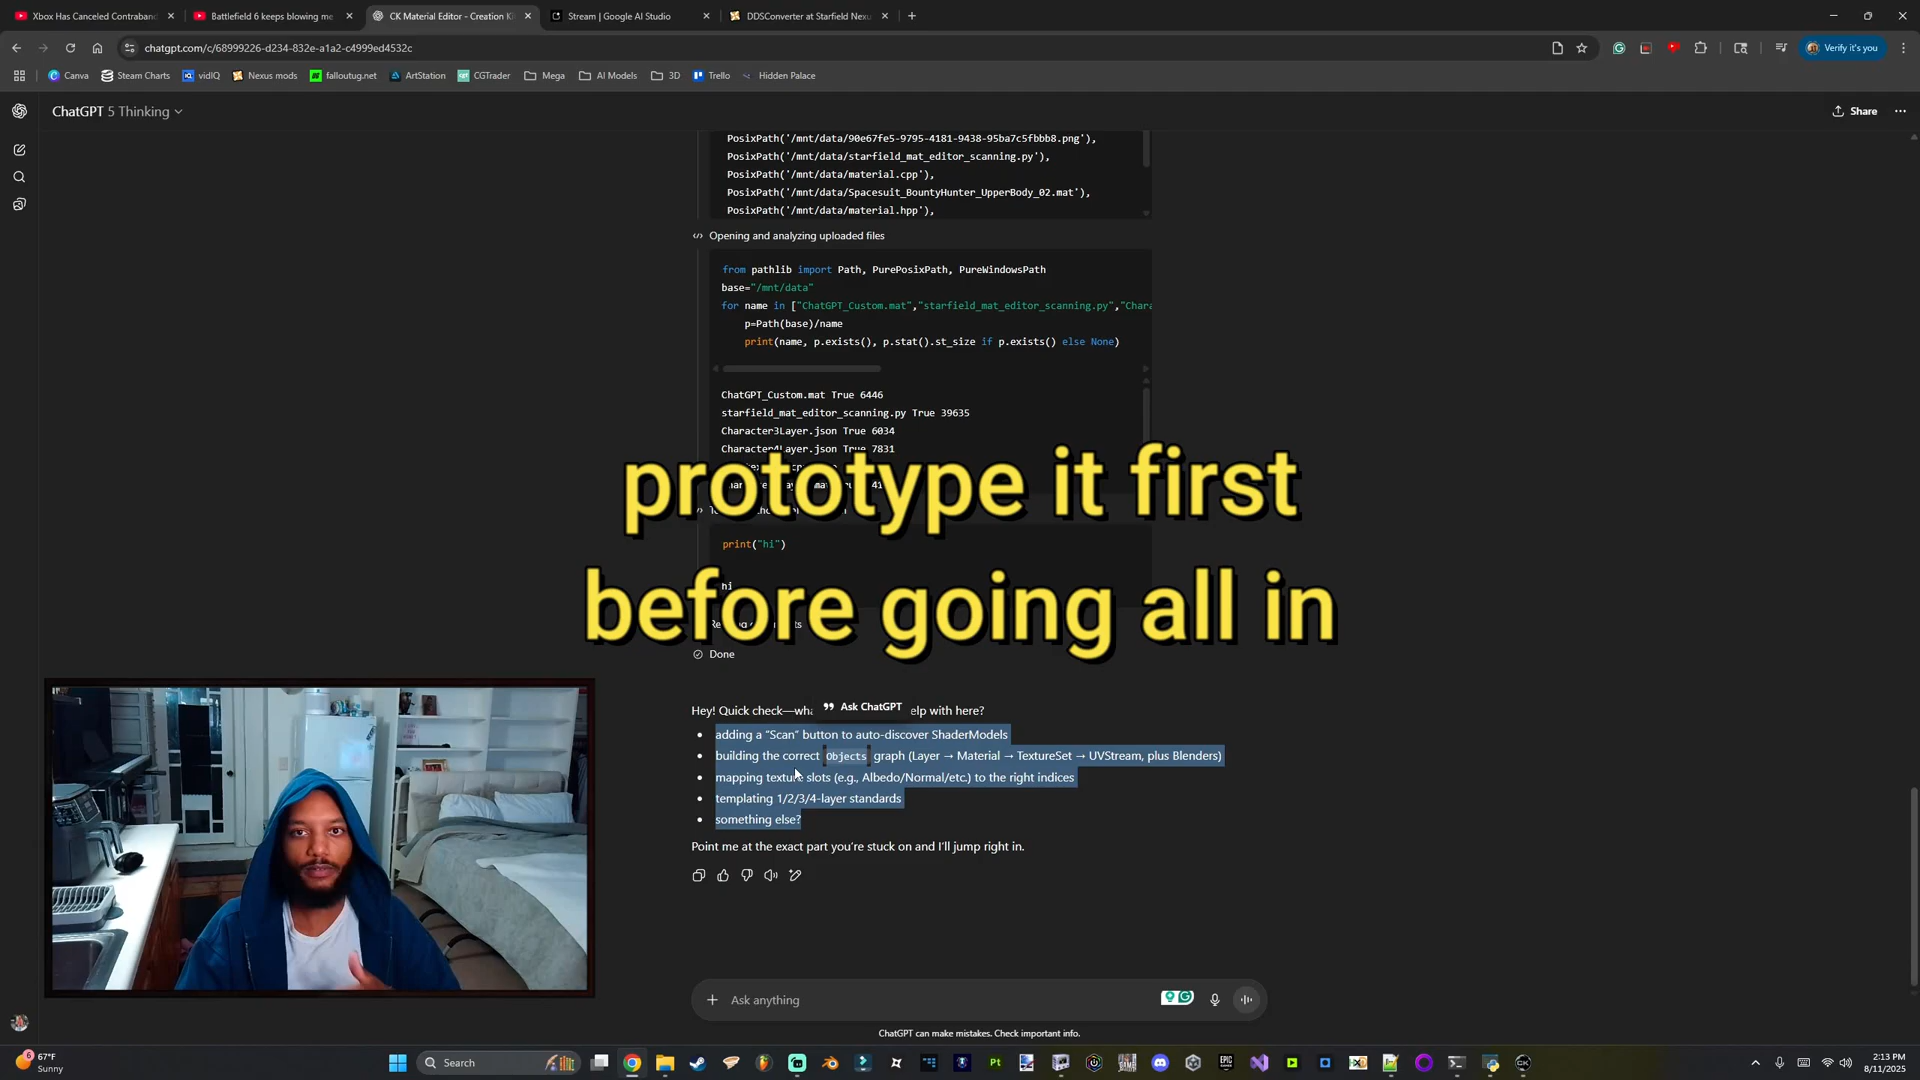 Xbox Has Canceled Contraband
Battlefield 6 keeps blowing me
CK Material Editor - Creation Ki
Stream | Google AI Studio
DDSConverter at Starfield Nexu
chatgpt.com/c/68999226-d234-832e-a1a2-c4999ed4532c
Verify it's you
Canva
Steam Charts
vidIQ
Nexus mods
falloutug.net
ArtStation
CGTrader
Mega
AI Models
3D
Trello
Hidden Palace
ChatGPT 5 Thinking
Share
PosixPath('/mnt/data/90e67fe5-9795-4181-9438-95ba7c5fbbb8.png'),
PosixPath('/mnt/data/starfield_mat_editor_scanning.py'),
PosixPath('/mnt/data/material.cpp'),
PosixPath('/mnt/data/Spacesuit_BountyHunter_UpperBody_02.mat'),
PosixPath('/mnt/data/material.hpp'),
Opening and analyzing uploaded files
from pathlib import Path, PurePosixPath, PureWindowsPath
base="/mnt/data"
for name in ["ChatGPT_Custom.mat","starfield_mat_editor_scanning.py","Chara
p=Path(base)/name
print(name, p.exists(), p.stat().st_size if p.exists() else None)
ChatGPT_Custom.mat True 6446
starfield_mat_editor_scanning.py True 39635
Character3Layer.json True 6034
Character4Layer.json True 7831
prototype it first
print("hi")
hi
before going all in
Done
Hey! Quick check—wha
Ask ChatGPT
elp with here?
adding a “Scan” button to auto-discover ShaderModels
building the correct Objects graph (Layer → Material → TextureSet → UVStream, plus Blenders)
mapping texture slots (e.g., Albedo/Normal/etc.) to the right indices
templating 1/2/3/4-layer standards
something else?
Point me at the exact part you’re stuck on and I’ll jump right in.
Ask anything
ChatGPT can make mistakes. Check important info.
6
67°F
Sunny
Search
2:13 PM
8/11/2025